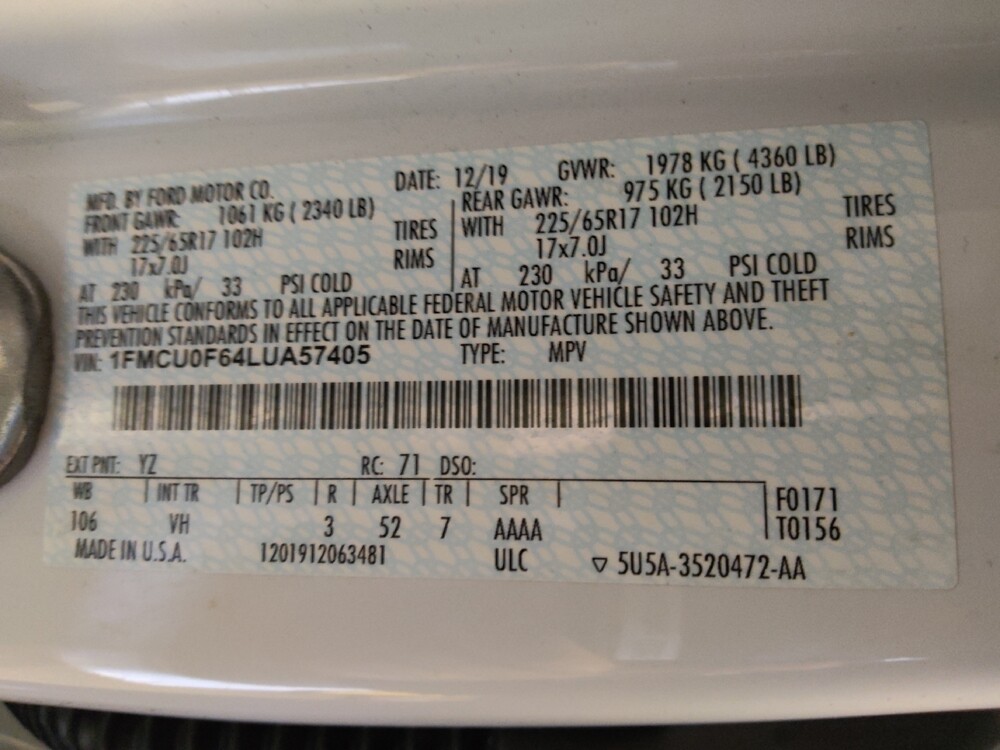 MFD. BY FORD MOTOR CO. DATE: 12/19 GVWR: 1978 KG ( 4360 LB)
FRONT GAWR: 1061 KG ( 2340 LB) REAR GAWR: 975 KG ( 2150 LB)
WITH 225/65R17 102H TIRES WITH 225/65R17 102H TIRES
17x7.0J RIMS 17x7.0J RIMS
AT 230 kPa/ 33 PSI COLD AT 230 kPa/ 33 PSI COLD
THIS VEHICLE CONFORMS TO ALL APPLICABLE FEDERAL MOTOR VEHICLE SAFETY AND THEFT
PREVENTION STANDARDS IN EFFECT ON THE DATE OF MANUFACTURE SHOWN ABOVE.
VIN: 1FMCU0F64LUA57405 TYPE: MPV
EXT PNT: YZ RC: 71 DSO:
WB INT TR TP/PS R AXLE TR SPR F0171
106 VH 3 52 7 AAAA T0156
MADE IN U.S.A. 1201912063481 ULC ▽ 5U5A-3520472-AA